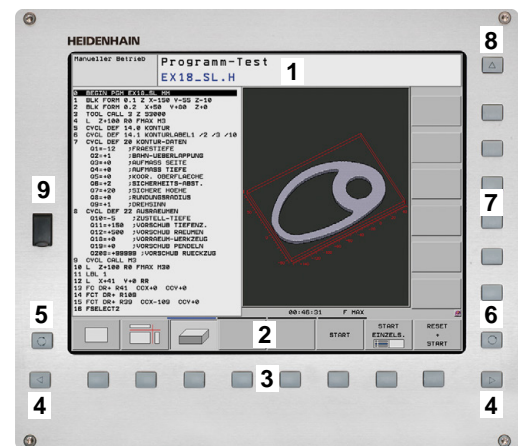 HEIDENHAIN
8
Manueller Betrieb
Programm-Test
EX18_SL.H
1
0 BEGIN PGM EX18_SL MM
1 BLK FORM 0.1 Z X-150 Y-55 Z-10
2 BLK FORM 0.2 X+50 Y+80 Z+0
3 TOOL CALL 3 Z S3000
4 L Z+100 R0 FMAX M3
5 CYCL DEF 14.0 KONTUR
6 CYCL DEF 14.1 KONTURLABEL1 /2 /3 /10
7 CYCL DEF 20 KONTUR-DATEN
Q1=-12 ;FRAESTIEFE
Q2=+1 ;BAHN-UEBERLAPPUNG
Q3=+0 ;AUFMASS SEITE
Q4=+0 ;AUFMASS TIEFE
Q5=+0 ;KOOR. OBERFLAECHE
Q6=+2 ;SICHERHEITS-ABST.
Q7=+20 ;SICHERE HOEHE
Q8=+0 ;RUNDUNGSRADIUS
Q9=+1 ;DREHSINN
8 CYCL DEF 22 AUSRAEUMEN
Q10=-5 ;ZUSTELL-TIEFE
Q11=+150 ;VORSCHUB TIEFENZ.
Q12=+500 ;VORSCHUB RAEUMEN
Q18=+0 ;VORRAEUM-WERKZEUG
Q19=+0 ;VORSCHUB PENDELN
Q208=+99999 ;VORSCHUB RUECKZUG
9 CYCL CALL M3
10 L Z+100 R0 FMAX M30
11 LBL 1
12 L X+41 Y+0 RR
13 FC DR+ R41 CCX+0 CCY+0
14 FCT DR+ R109
15 FCT DR+ R39 CCX-109 CCY+0
16 FSELECT2
00:46:31 F MAX
9
7
5
6
2
START
START EINZELS.
RESET + START
3
4
4